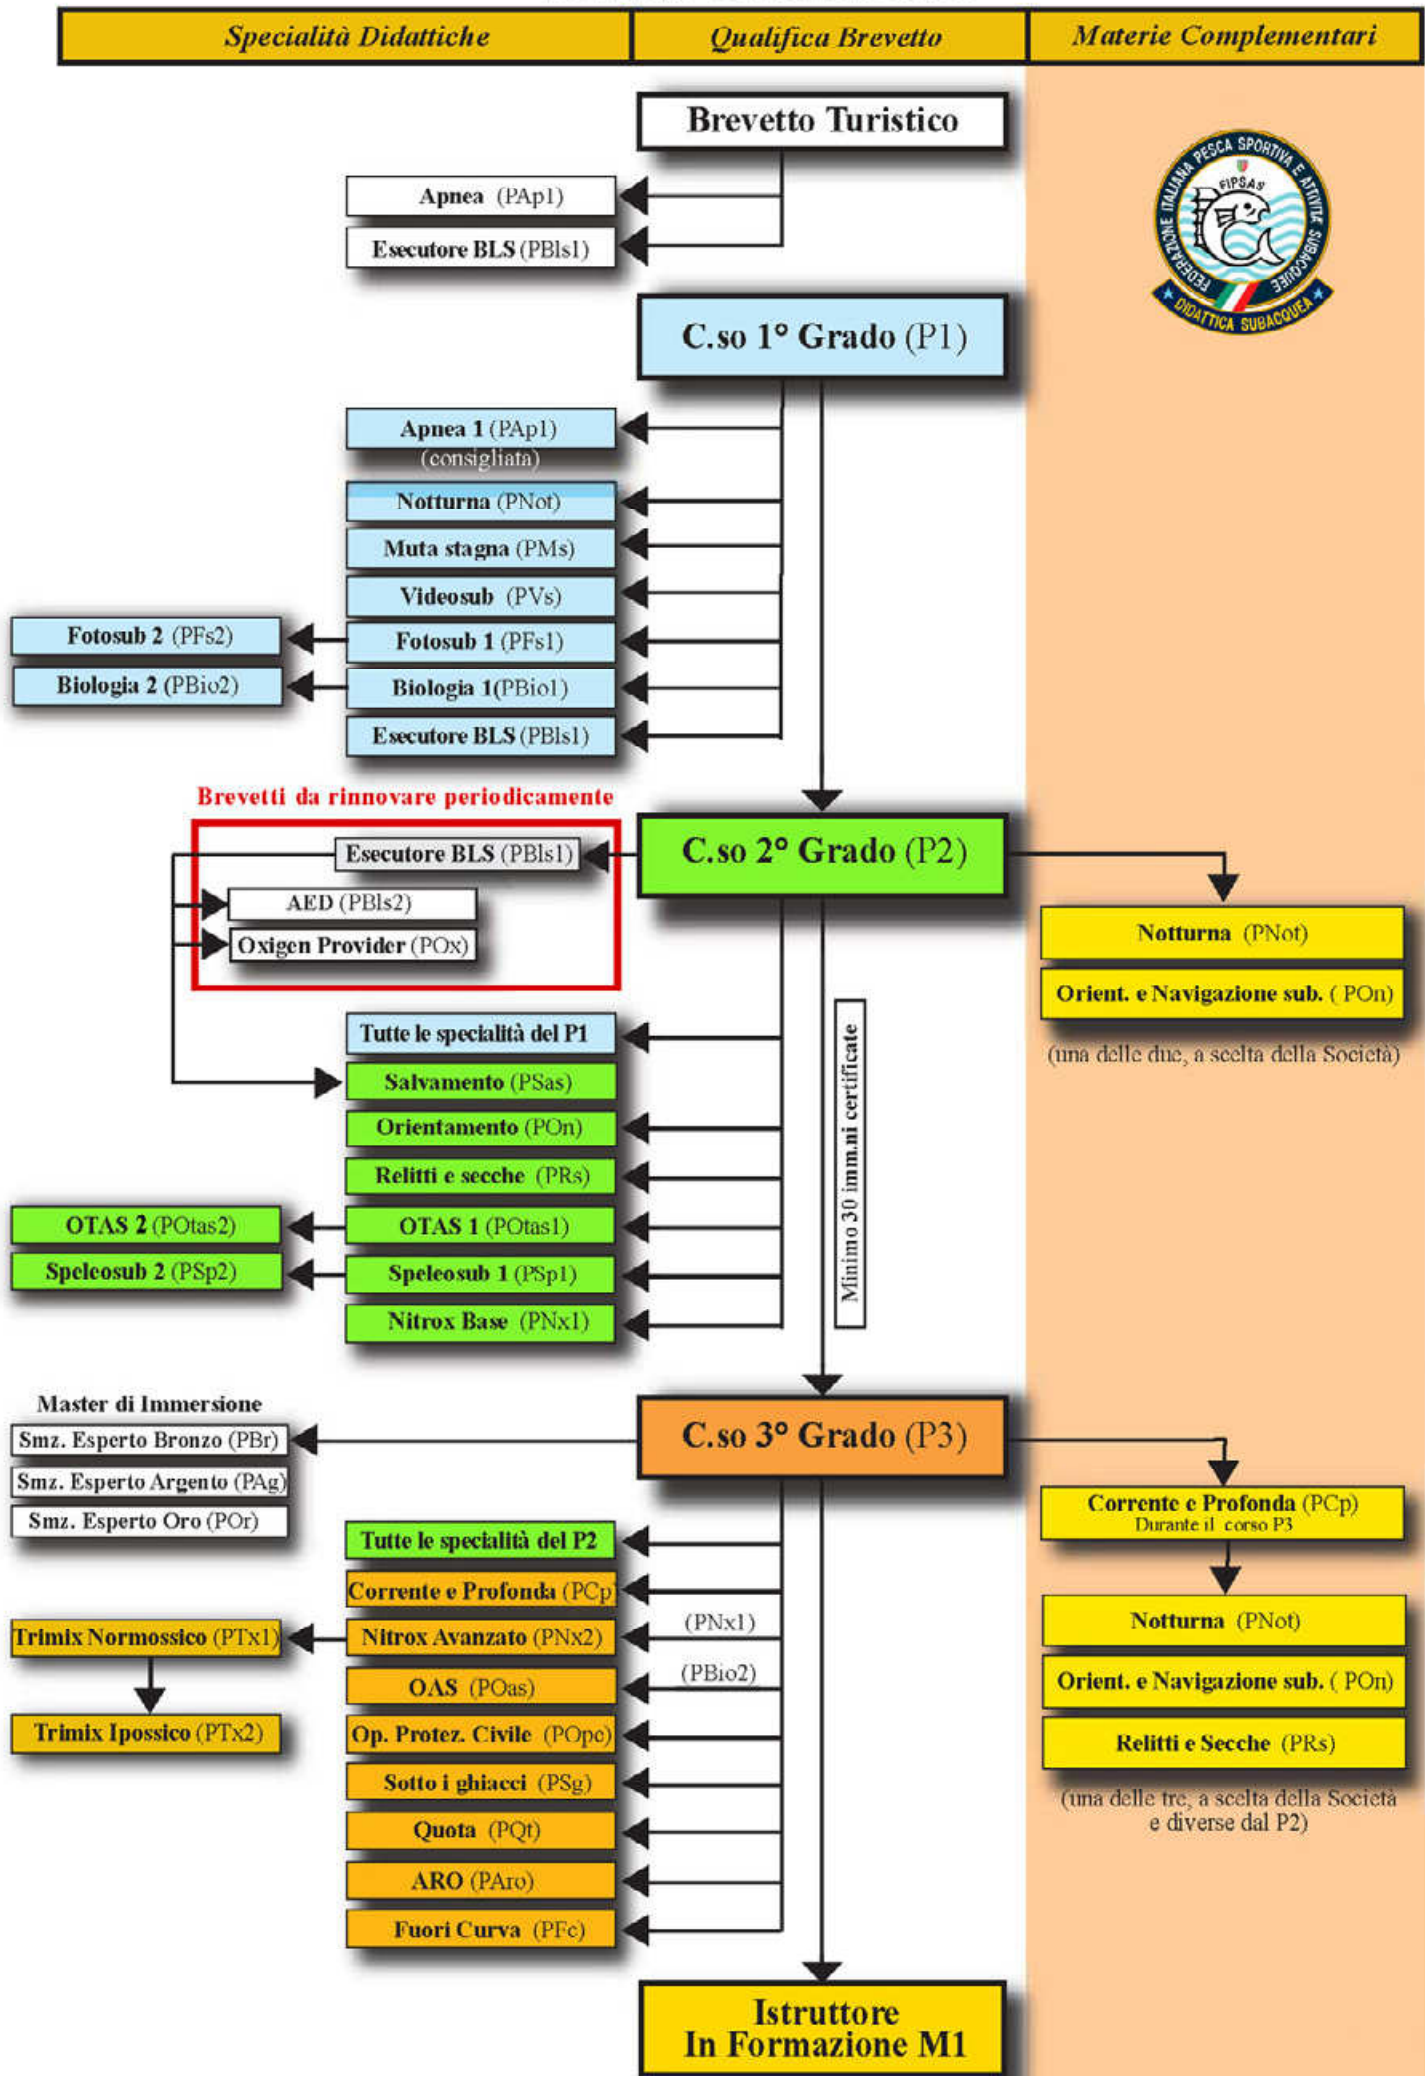 Specialità Didattiche
Qualifica Brevetto
Materie Complementari
Brevetto Turistico
Apnea (PAp1)
Esecutore BLS (PBls1)
FEDERAZIONE ITALIANA PESCA SPORTIVA E ATTIVITÀ SUBACQUEE
FIPSAS
DIDATTICA SUBACQUEA
C.so 1° Grado (P1)
Apnea 1 (PAp1)
(consigliata)
Notturna (PNot)
Muta stagna (PMs)
Videosub (PVs)
Fotosub 2 (PFs2)
Fotosub 1 (PFs1)
Biologia 2 (PBio2)
Biologia 1(PBio1)
Esecutore BLS (PBls1)
Brevetti da rinnovare periodicamente
Esecutore BLS (PBls1)
C.so 2° Grado (P2)
AED (PBls2)
Oxigen Provider (POx)
Notturna (PNot)
Orient. e Navigazione sub. ( POn)
(una delle due, a scelta della Società)
Tutte le specialità del P1
Salvamento (PSas)
Orientamento (POn)
Relitti e secche (PRs)
OTAS 2 (POtas2)
OTAS 1 (POtas1)
Speleosub 2 (PSp2)
Speleosub 1 (PSp1)
Nitrox Base (PNx1)
Minimo 30 imm.ni certificate
Master di Immersione
Smz. Esperto Bronzo (PBr)
Smz. Esperto Argento (PAg)
Smz. Esperto Oro (POr)
C.so 3° Grado (P3)
Corrente e Profonda (PCp)
Durante il corso P3
Tutte le specialità del P2
Corrente e Profonda (PCp)
Trimix Normossico (PTx1)
Nitrox Avanzato (PNx2)
(PNx1)
OAS (POas)
(PBio2)
Trimix Ipossico (PTx2)
Op. Protez. Civile (POpc)
Sotto i ghiacci (PSg)
Quota (PQt)
ARO (PAro)
Fuori Curva (PFc)
Notturna (PNot)
Orient. e Navigazione sub. ( POn)
Relitti e Secche (PRs)
(una delle tre, a scelta della Società
e diverse dal P2)
Istruttore
In Formazione M1